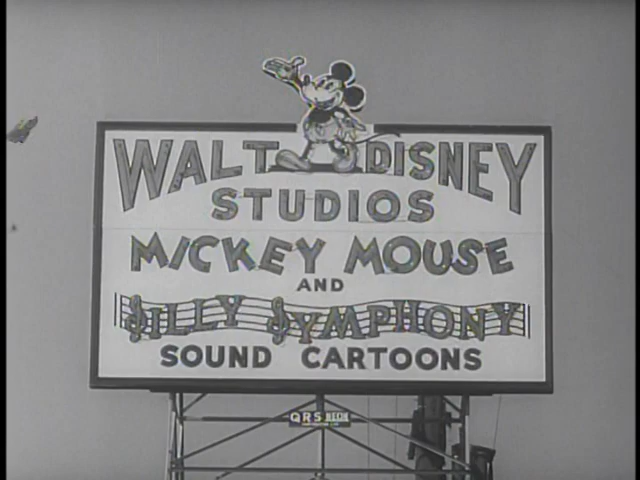 WALT DISNEY
STUDIOS
MICKEY MOUSE
AND
SILLY SYMPHONY
SOUND CARTOONS
QRS